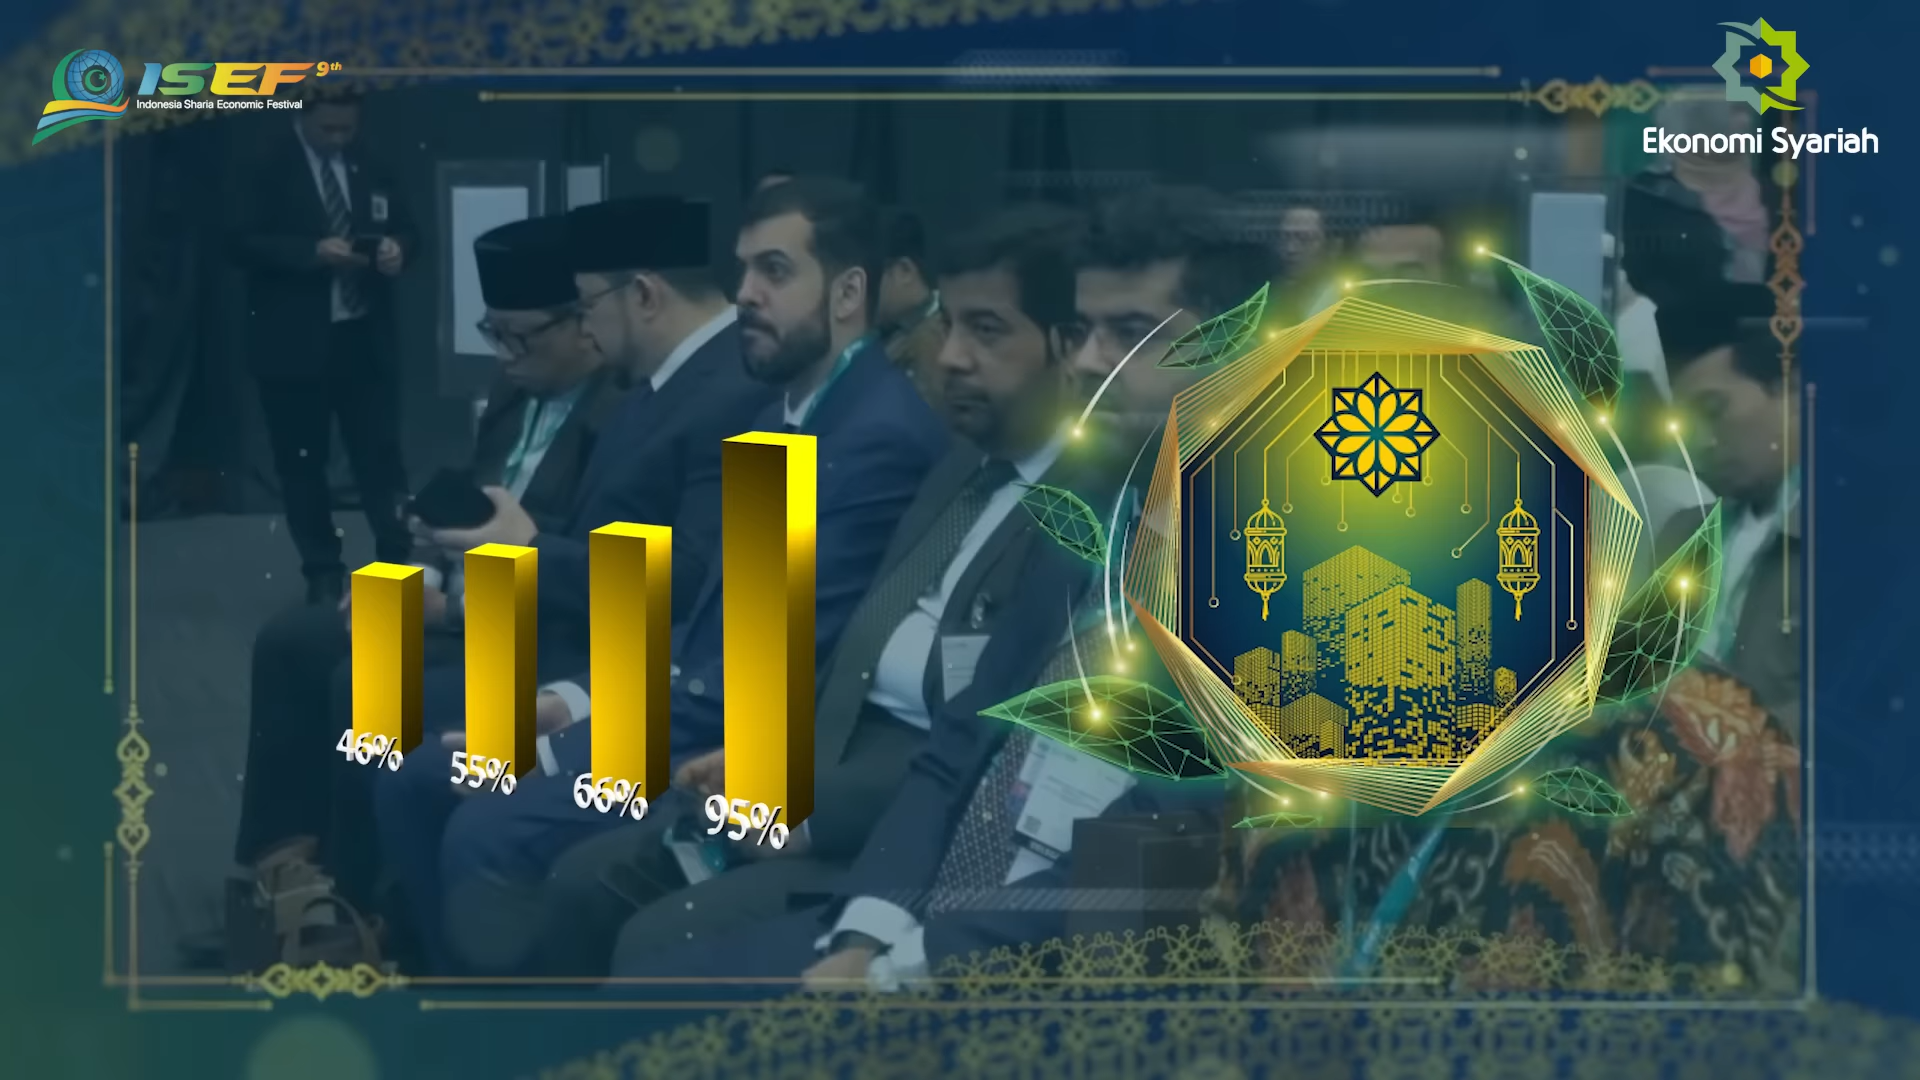 ISEF 9th
Indonesia Sharia Economic Festival
Ekonomi Syariah
46%
55%
66%
95%